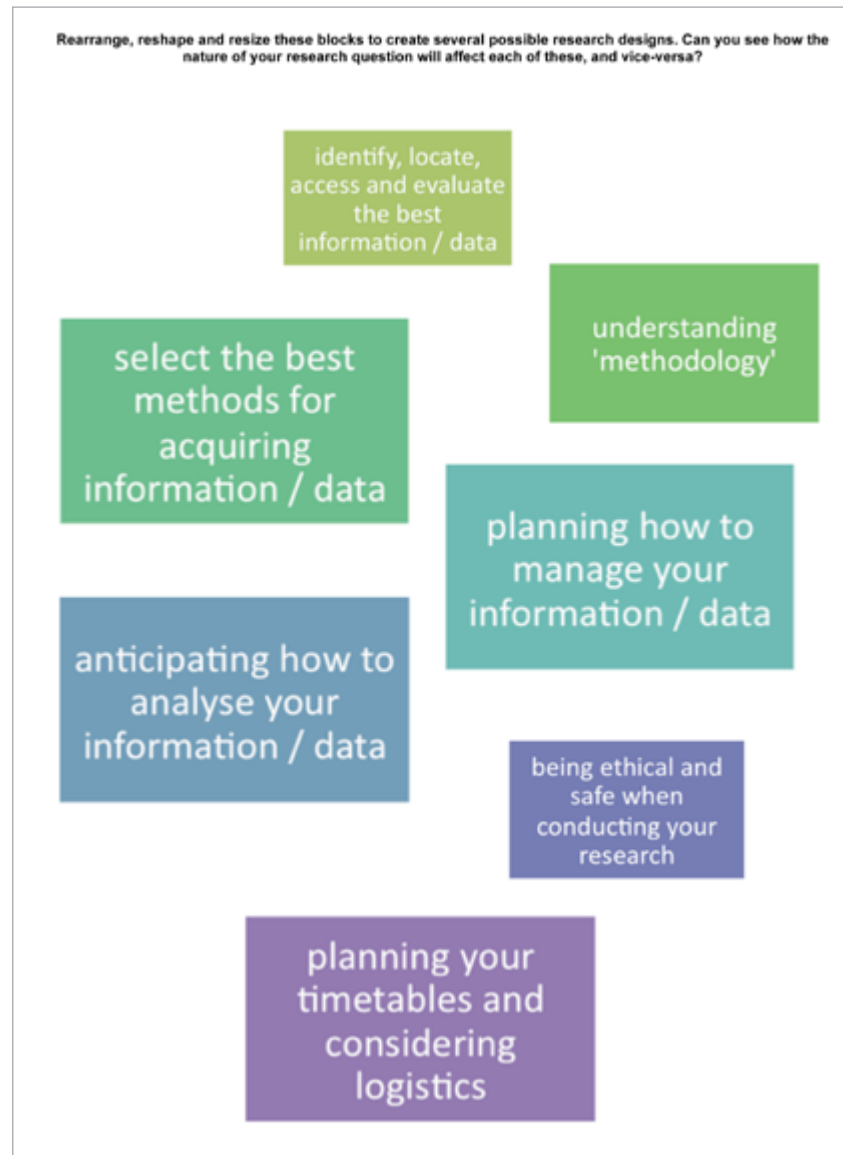 Rearrange, reshape and resize these blocks to create several possible research designs. Can you see how the
nature of your research question will affect each of these, and vice-versa?
identify, locate,
access and evaluate
the best
information / data
understanding
'methodology'
select the best
methods for
acquiring
information / data
planning how to
manage your
information / data
anticipating how to
analyse your
information / data
being ethical and
safe when
conducting your
research
planning your
timetables and
considering
logistics